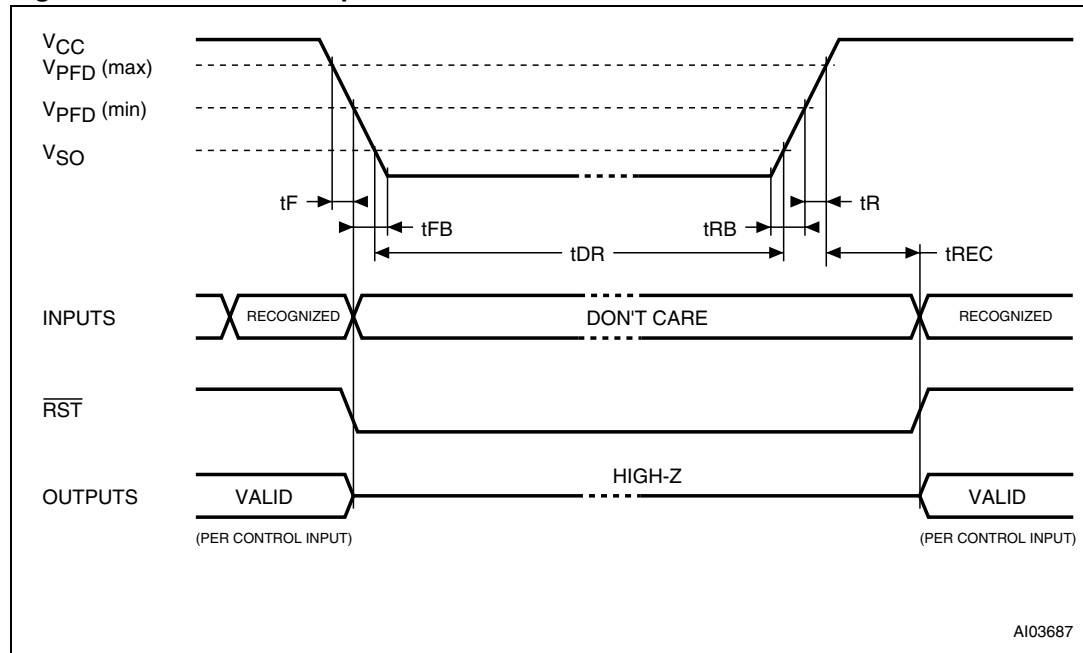 VCC
VPFD (max)
VPFD (min)
VSO
tF
tR
tFB
tRB
tDR
tREC
INPUTS
RECOGNIZED
DON'T CARE
RECOGNIZED
RST
HIGH-Z
OUTPUTS
VALID
VALID
(PER CONTROL INPUT)
(PER CONTROL INPUT)
AI03687